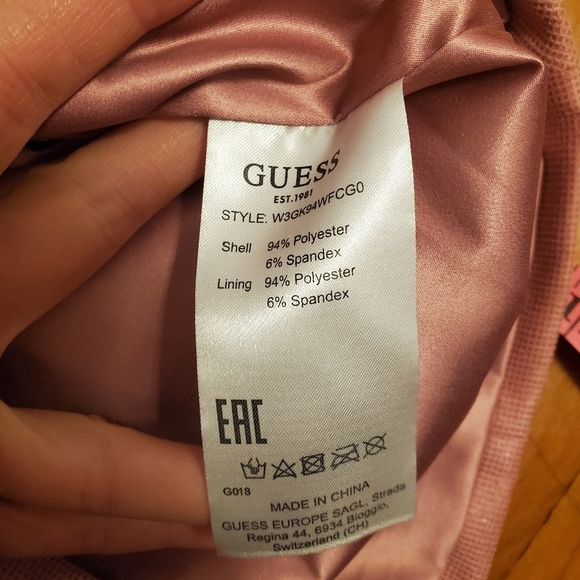 GUESS
EST.1981
STYLE: W3GK94WFCG0
Shell 94% Polyester
6% Spandex
Lining 94% Polyester
6% Spandex
EAC
G018
MADE IN CHINA
GUESS EUROPE SAGL, Strada
Regina 44, 6934 Bioggio,
Switzerland (CH)